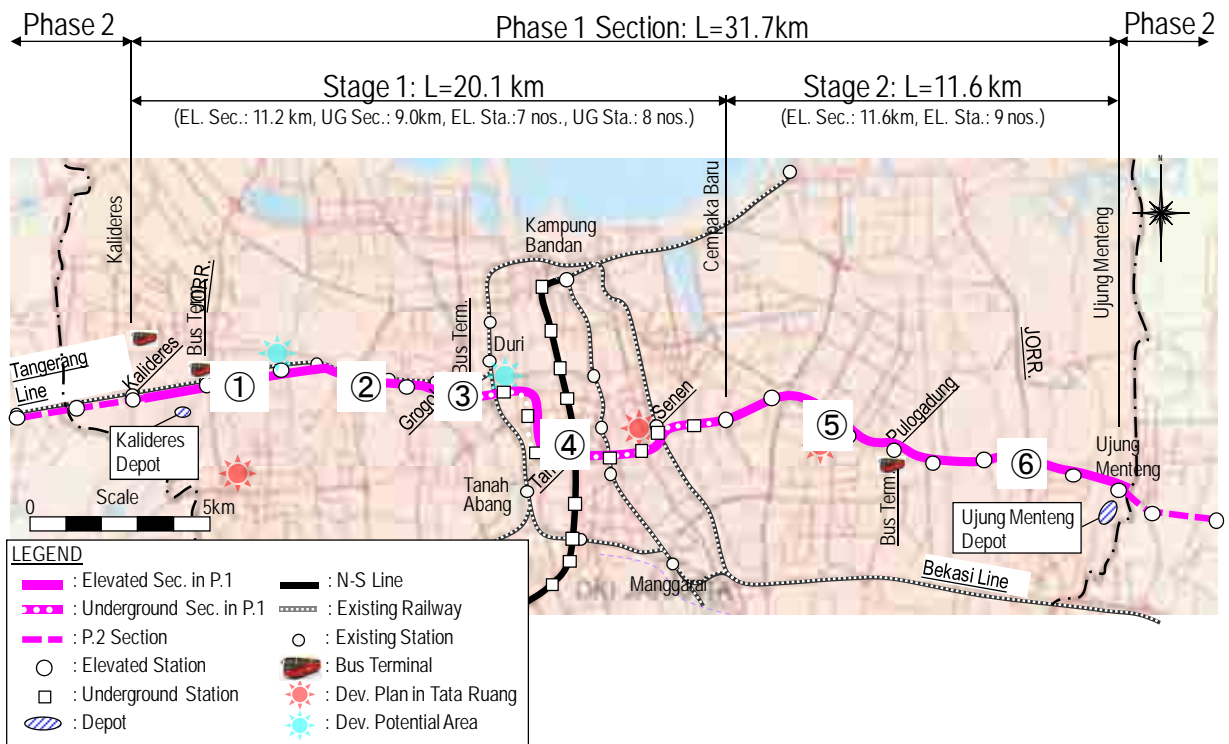 Phase 2
Phase 1 Section: L=31.7km
Phase 2
Stage 1: L=20.1 km
(EL. Sec.: 11.2 km, UG Sec.: 9.0km, EL. Sta.:7 nos., UG Sta.: 8 nos.)
Stage 2: L=11.6 km
(EL. Sec.: 11.6km, EL. Sta.: 9 nos.)
Kalideres
Cempaka Baru
Ujung Menteng
N
Kampung
Bandan
JORR.
Bus Term.
Bus Term.
Duri
JORR.
Tangerang
Line
Kalideres
①
②
③
Grogol
④
Senen
⑤
Pulogadung
⑥
Ujung
Menteng
Kalideres
Depot
Tanah
Abang
Bus Term.
Ujung Menteng
Depot
Scale
0
5km
Manggarai
DKI JAKARTA
Bekasi Line
LEGEND
: Elevated Sec. in P.1
: Underground Sec. in P.1
: P.2 Section
: Elevated Station
: Underground Station
: Depot
: N-S Line
: Existing Railway
: Existing Station
: Bus Terminal
: Dev. Plan in Tata Ruang
: Dev. Potential Area